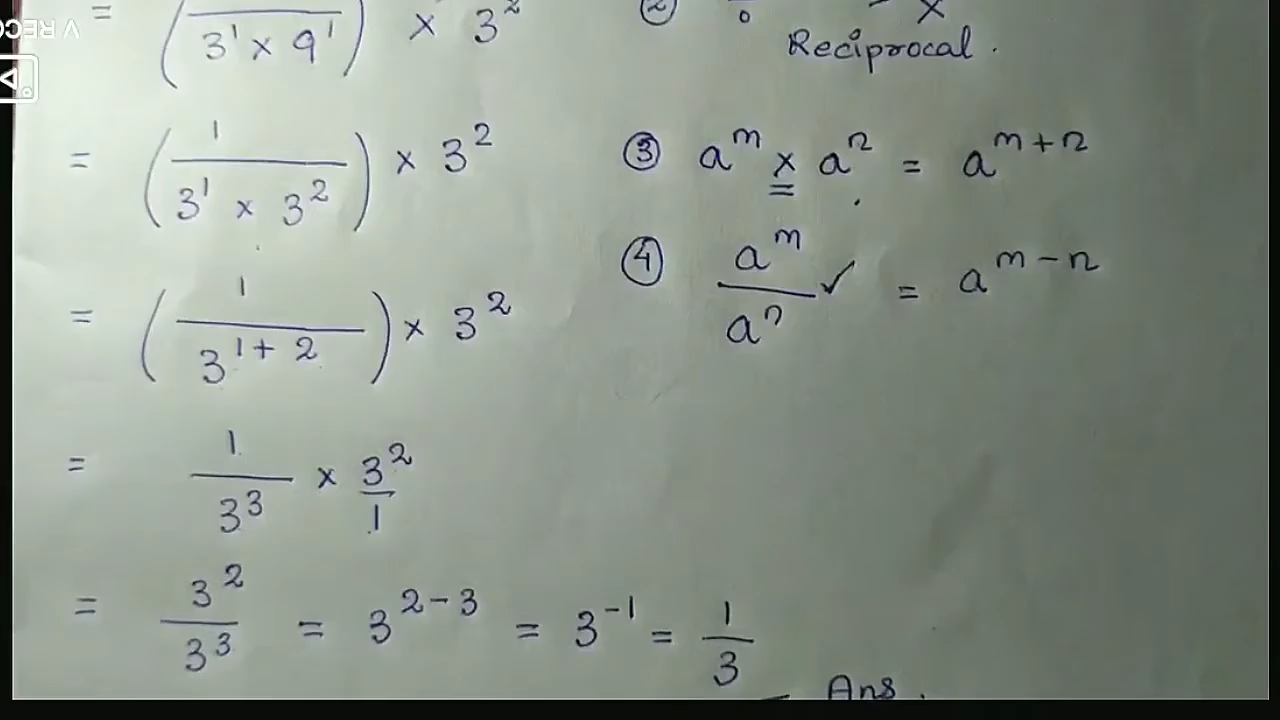 = (1/(3¹ × 9¹)) × 3²
Reciprocal.
= (1/(3¹ × 3²)) × 3²
③ aᵐ × aⁿ = aᵐ⁺ⁿ
= (1/3¹⁺²) × 3²
④ aᵐ/aⁿ ✓ = aᵐ⁻ⁿ
= 1/3³ × 3²/1
= 3²/3³ = 3²⁻³ = 3⁻¹ = 1/3
Ans.